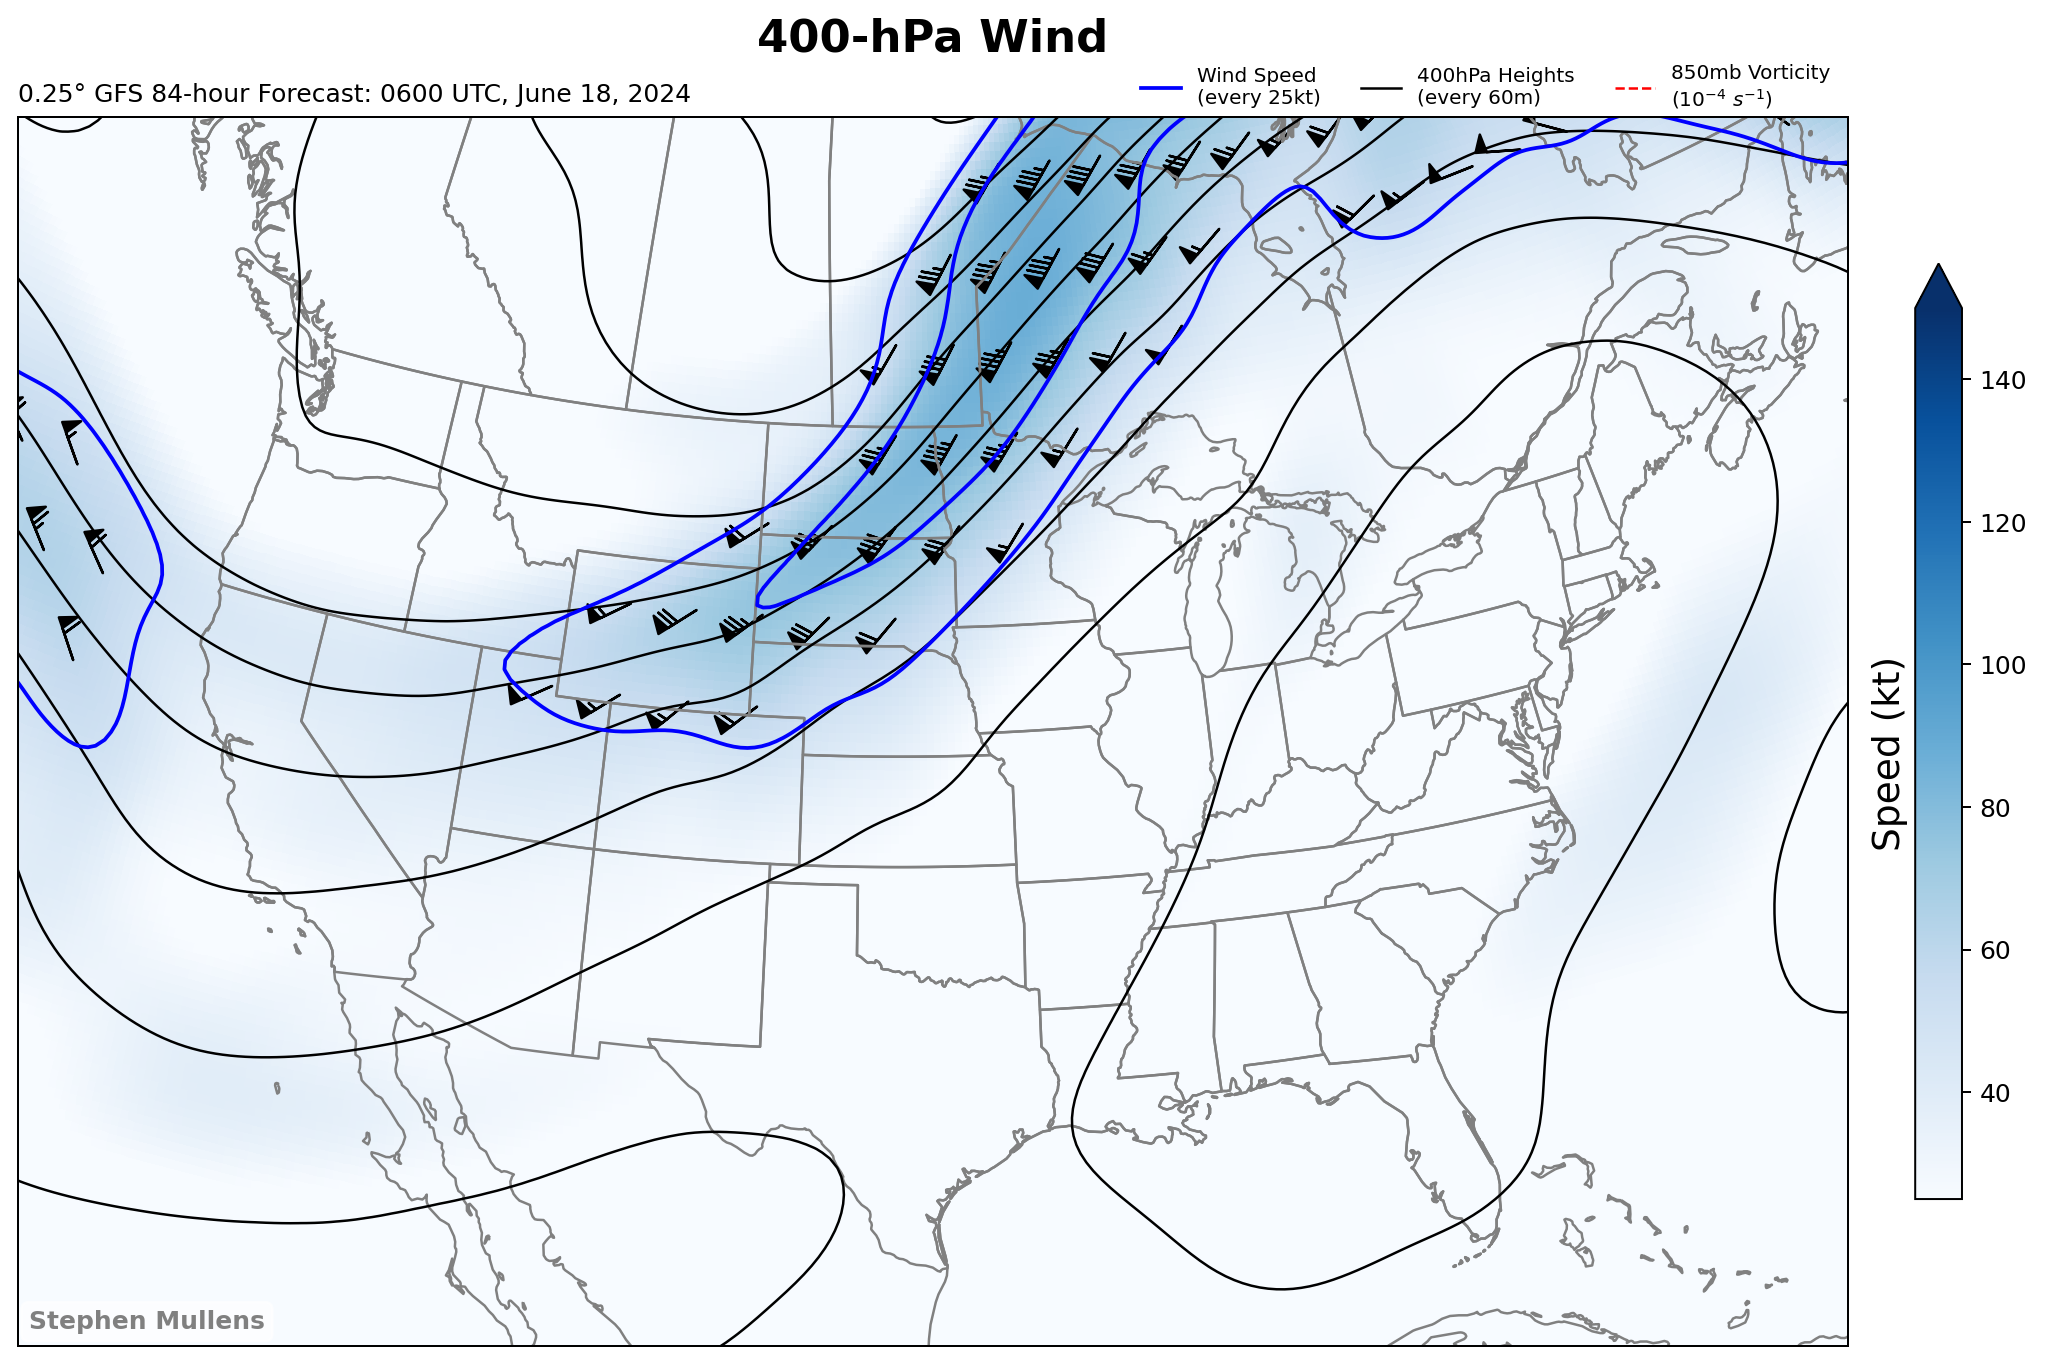 400-hPa Wind
0.25° GFS 84-hour Forecast: 0600 UTC, June 18, 2024
Wind Speed
(every 25kt)
400hPa Heights
(every 60m)
850mb Vorticity
(10⁻⁴ s⁻¹)
140
120
100
80
60
40
Speed (kt)
Stephen Mullens